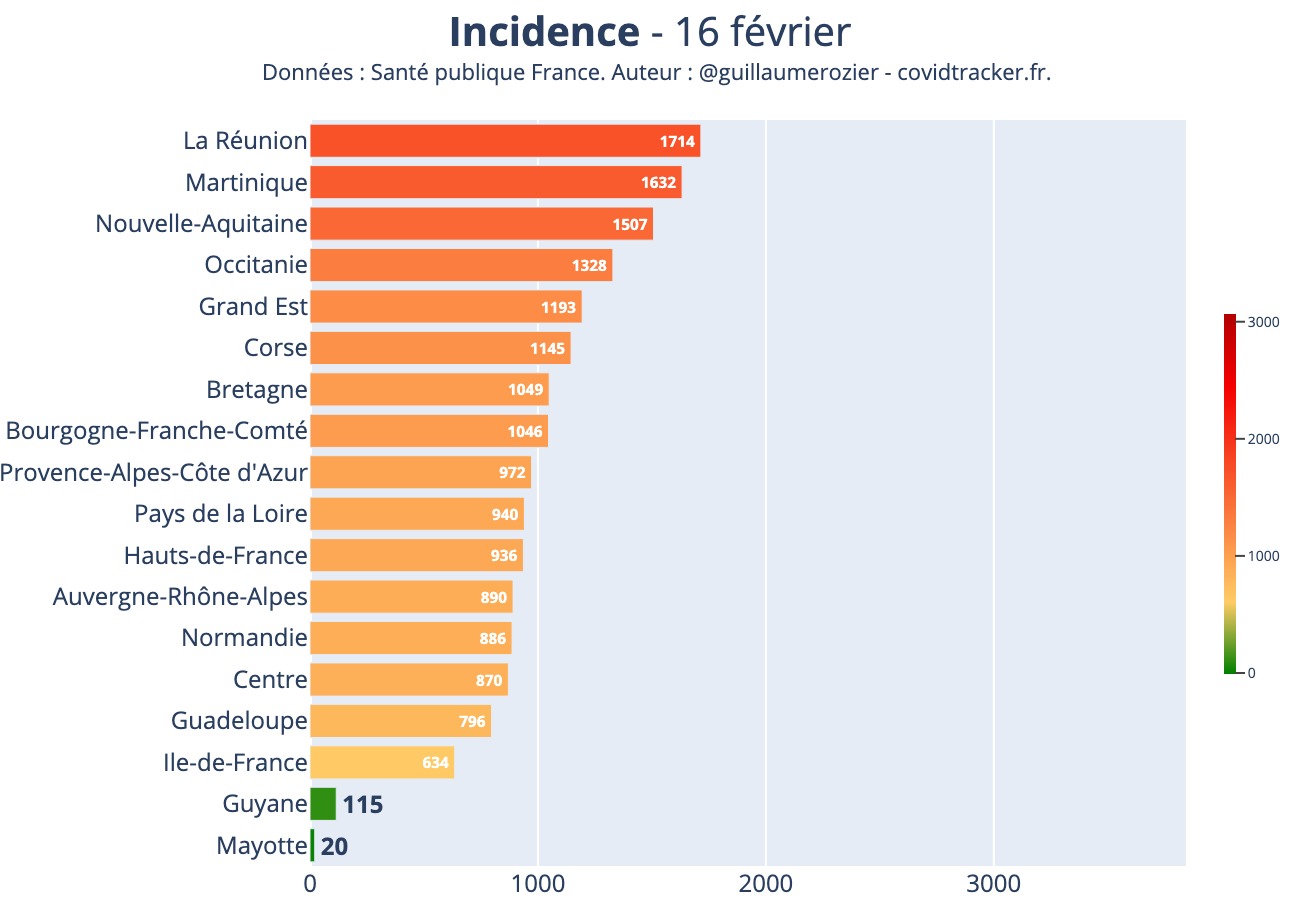 Incidence - 16 février
Données : Santé publique France. Auteur : @guillaumerozier - covidtracker.fr.
La Réunion 1714
Martinique 1632
Nouvelle-Aquitaine 1507
Occitanie 1328
Grand Est 1193
Corse 1145
Bretagne 1049
Bourgogne-Franche-Comté 1046
Provence-Alpes-Côte d'Azur 972
Pays de la Loire 940
Hauts-de-France 936
Auvergne-Rhône-Alpes 890
Normandie 886
Centre 870
Guadeloupe 796
Ile-de-France 634
Guyane 115
Mayotte 20
0 1000 2000 3000
3000
2000
1000
0